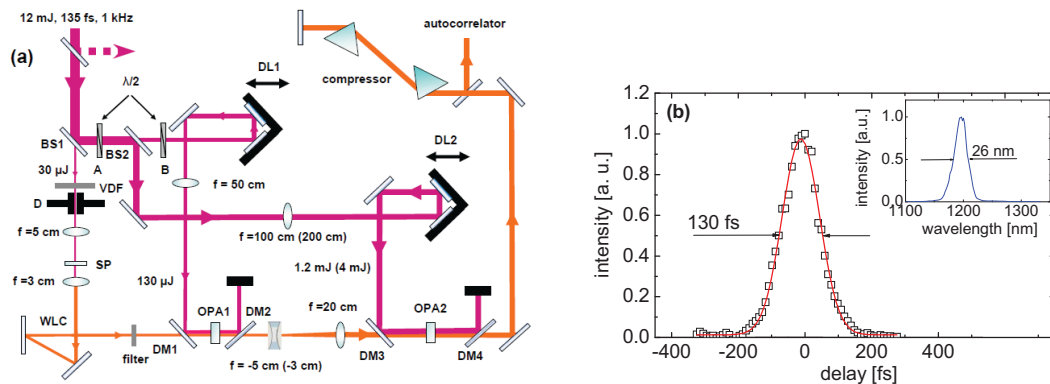 12 mJ, 135 fs, 1 kHz
(a)
λ/2
DL1
autocorrelator
compressor
BS1
A
BS2
B
DL2
30 µJ
VDF
D
f = 50 cm
f=5 cm
f =100 cm (200 cm)
SP
f=3 cm
130 µJ
1.2 mJ (4 mJ)
WLC
OPA1
DM2
f =20 cm
OPA2
filter
DM1
f = -5 cm (-3 cm)
DM3
DM4
(b)
1.2
1.0
0.8
0.6
0.4
0.2
0.0
intensity [a. u.]
130 fs
-400
-200
0
200
400
delay [fs]
intensity [a.u.]
1.0
0.5
0.0
26 nm
1100
1200
1300
wavelength [nm]